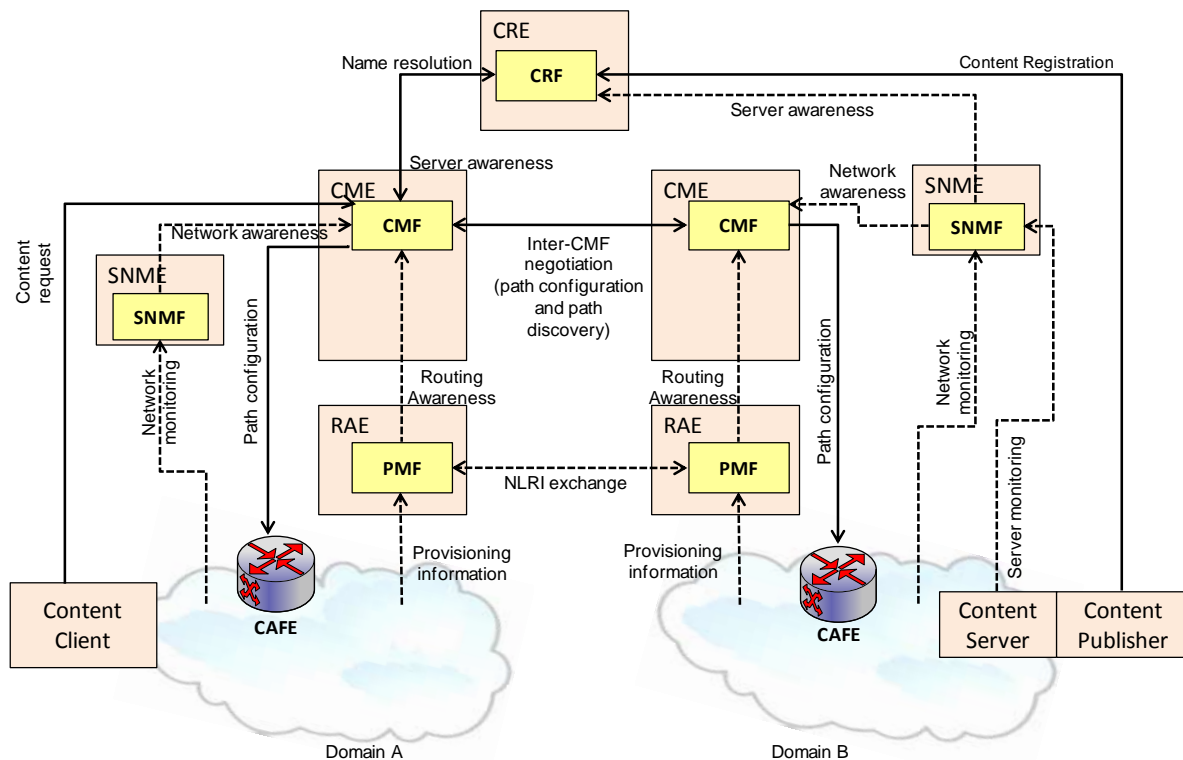 CRE
CRF
Name resolution
Content Registration
Server awareness
Server awareness
CME
CMF
Network awareness
Content
request
SNME
SNMF
Network
monitoring
Path configuration
Inter-CMF
negotiation
(path configuration
and path
discovery)
CME
CMF
Network
awareness
SNME
SNMF
Routing
Awareness
RAE
PMF
NLRI exchange
Routing
Awareness
RAE
PMF
Path configuration
Network
monitoring
Server monitoring
Provisioning
information
Provisioning
information
Content
Client
CAFE
CAFE
Content
Server
Content
Publisher
Domain A
Domain B